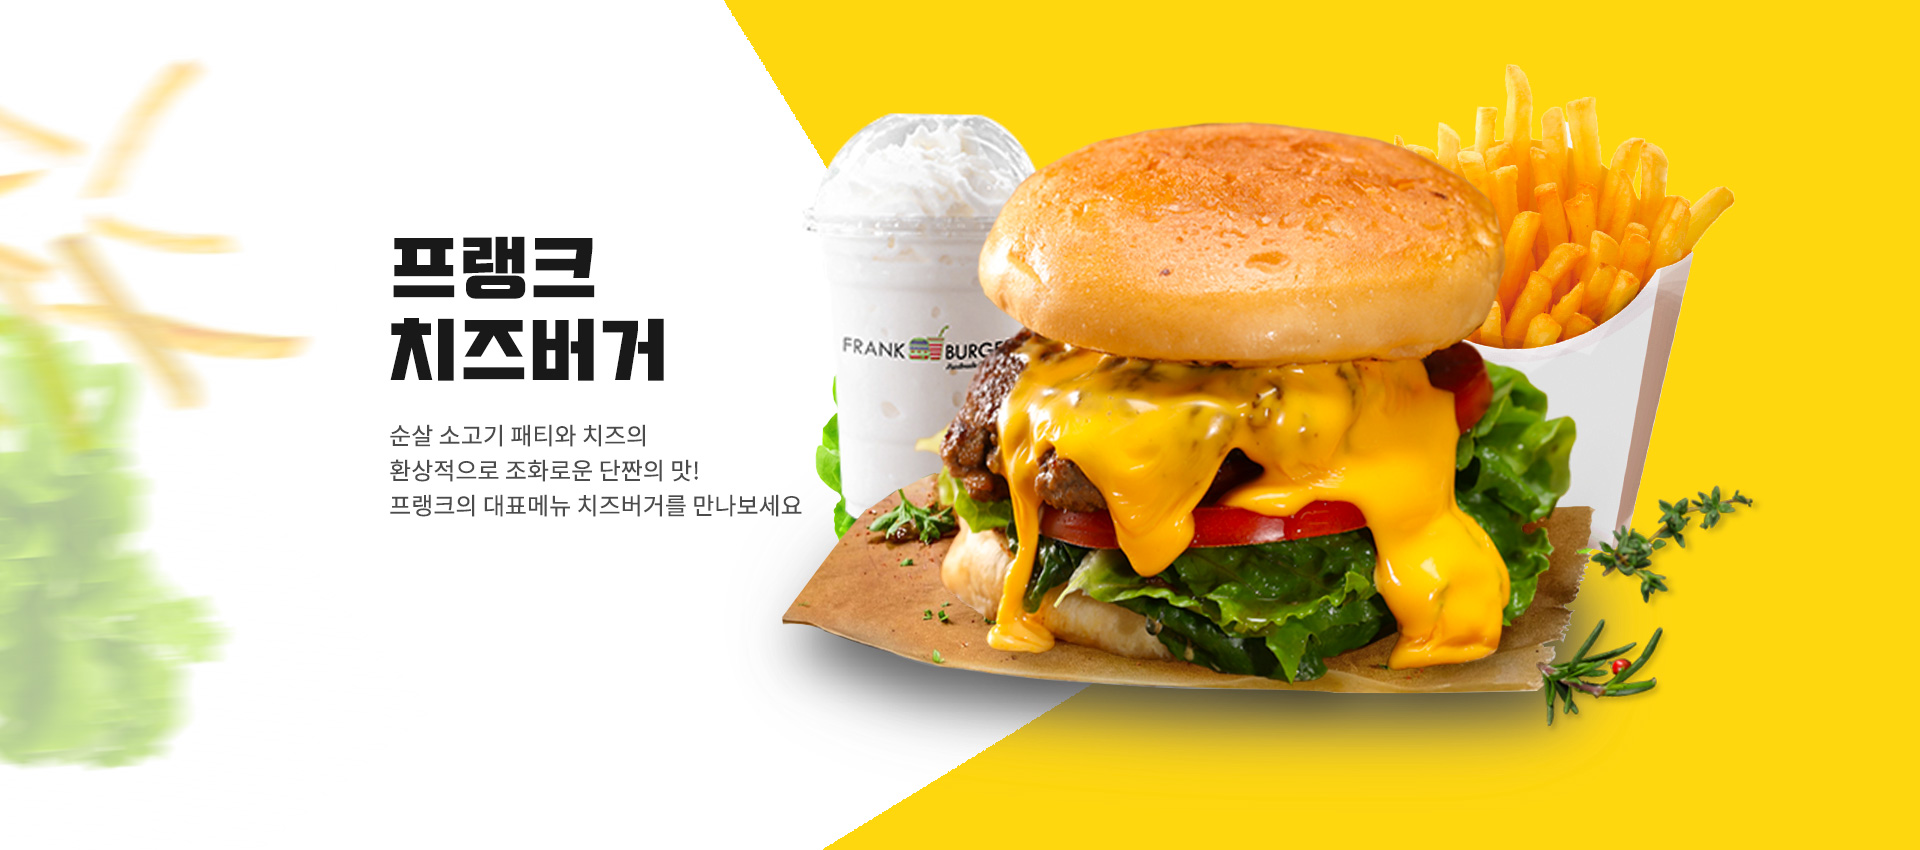 프랭크
치즈버거
순살 소고기 패티와 치즈의
환상적으로 조화로운 단짠의 맛!
프랭크의 대표메뉴 치즈버거를 만나보세요
FRANK BURGE